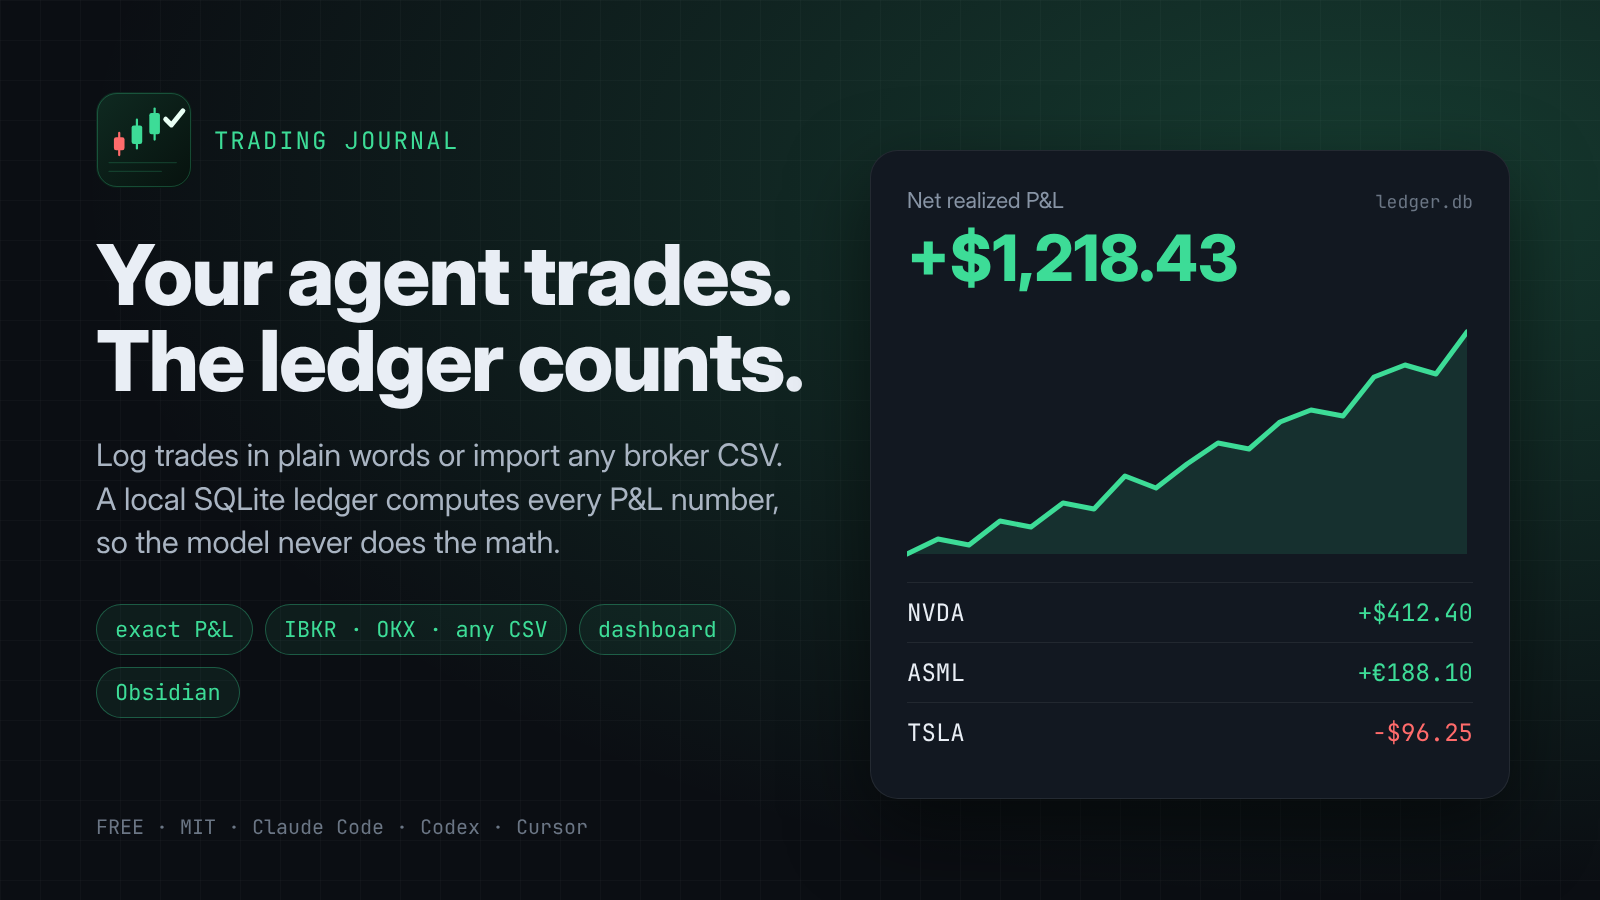 TRADING JOURNAL
Your agent trades.
The ledger counts.
Log trades in plain words or import any broker CSV.
A local SQLite ledger computes every P&L number,
so the model never does the math.
exact P&L
IBKR · OKX · any CSV
dashboard
Obsidian
FREE · MIT · Claude Code · Codex · Cursor
Net realized P&L
ledger.db
+$1,218.43
NVDA +$412.40
ASML +€188.10
TSLA -$96.25